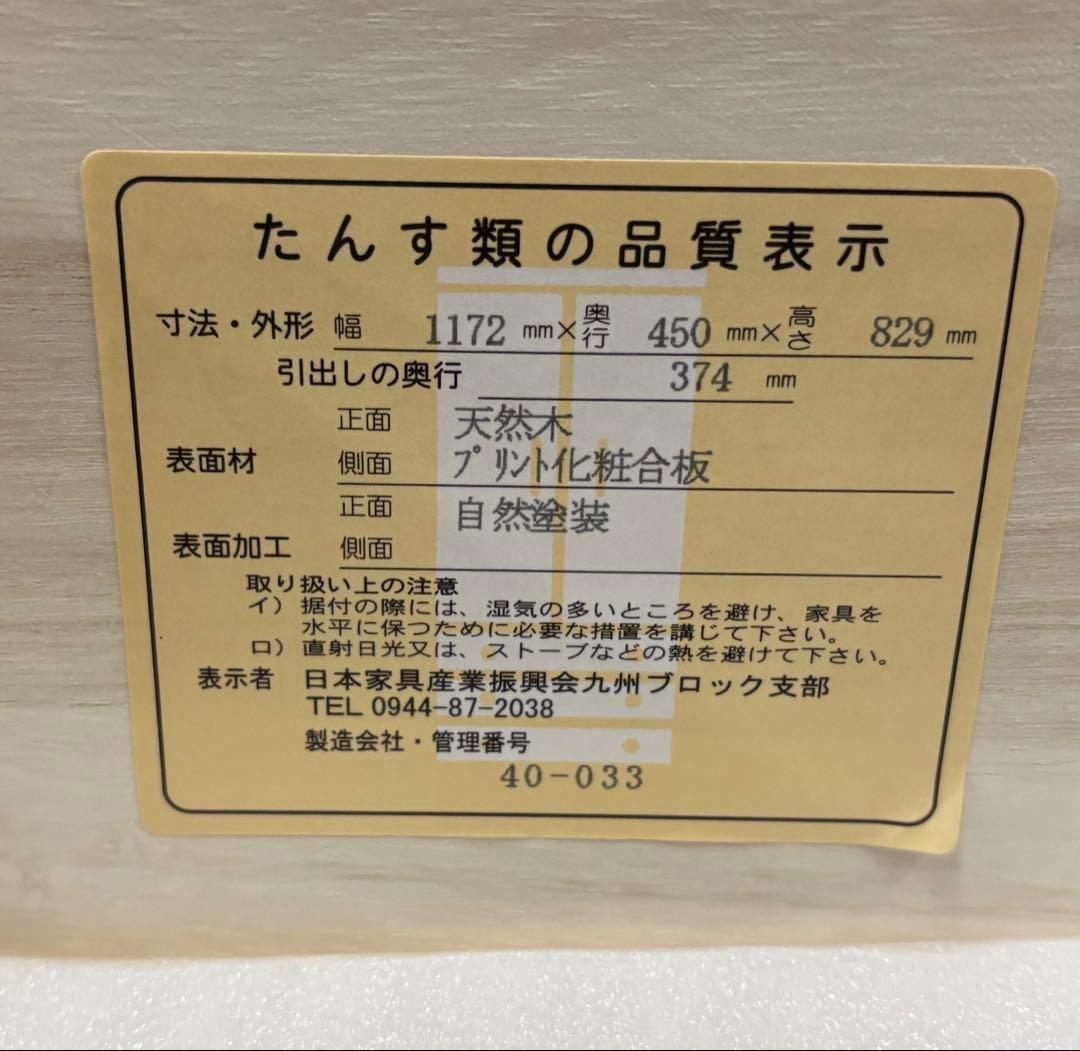 たんす類の品質表示
寸法・外形 幅 1172 mm×奥行 450 mm×高さ 829 mm
引出しの奥行 374 mm
表面材 正面 天然木
側面 ﾌﾟﾘﾝﾄ化粧合板
表面加工 正面 自然塗装
側面
取り扱い上の注意
イ）据付の際には、湿気の多いところを避け、家具を
水平に保つために必要な措置を講じて下さい。
ロ）直射日光又は、ストーブなどの熱を避けて下さい。
表示者 日本家具産業振興会九州ブロック支部
TEL 0944-87-2038
製造会社・管理番号
40-033